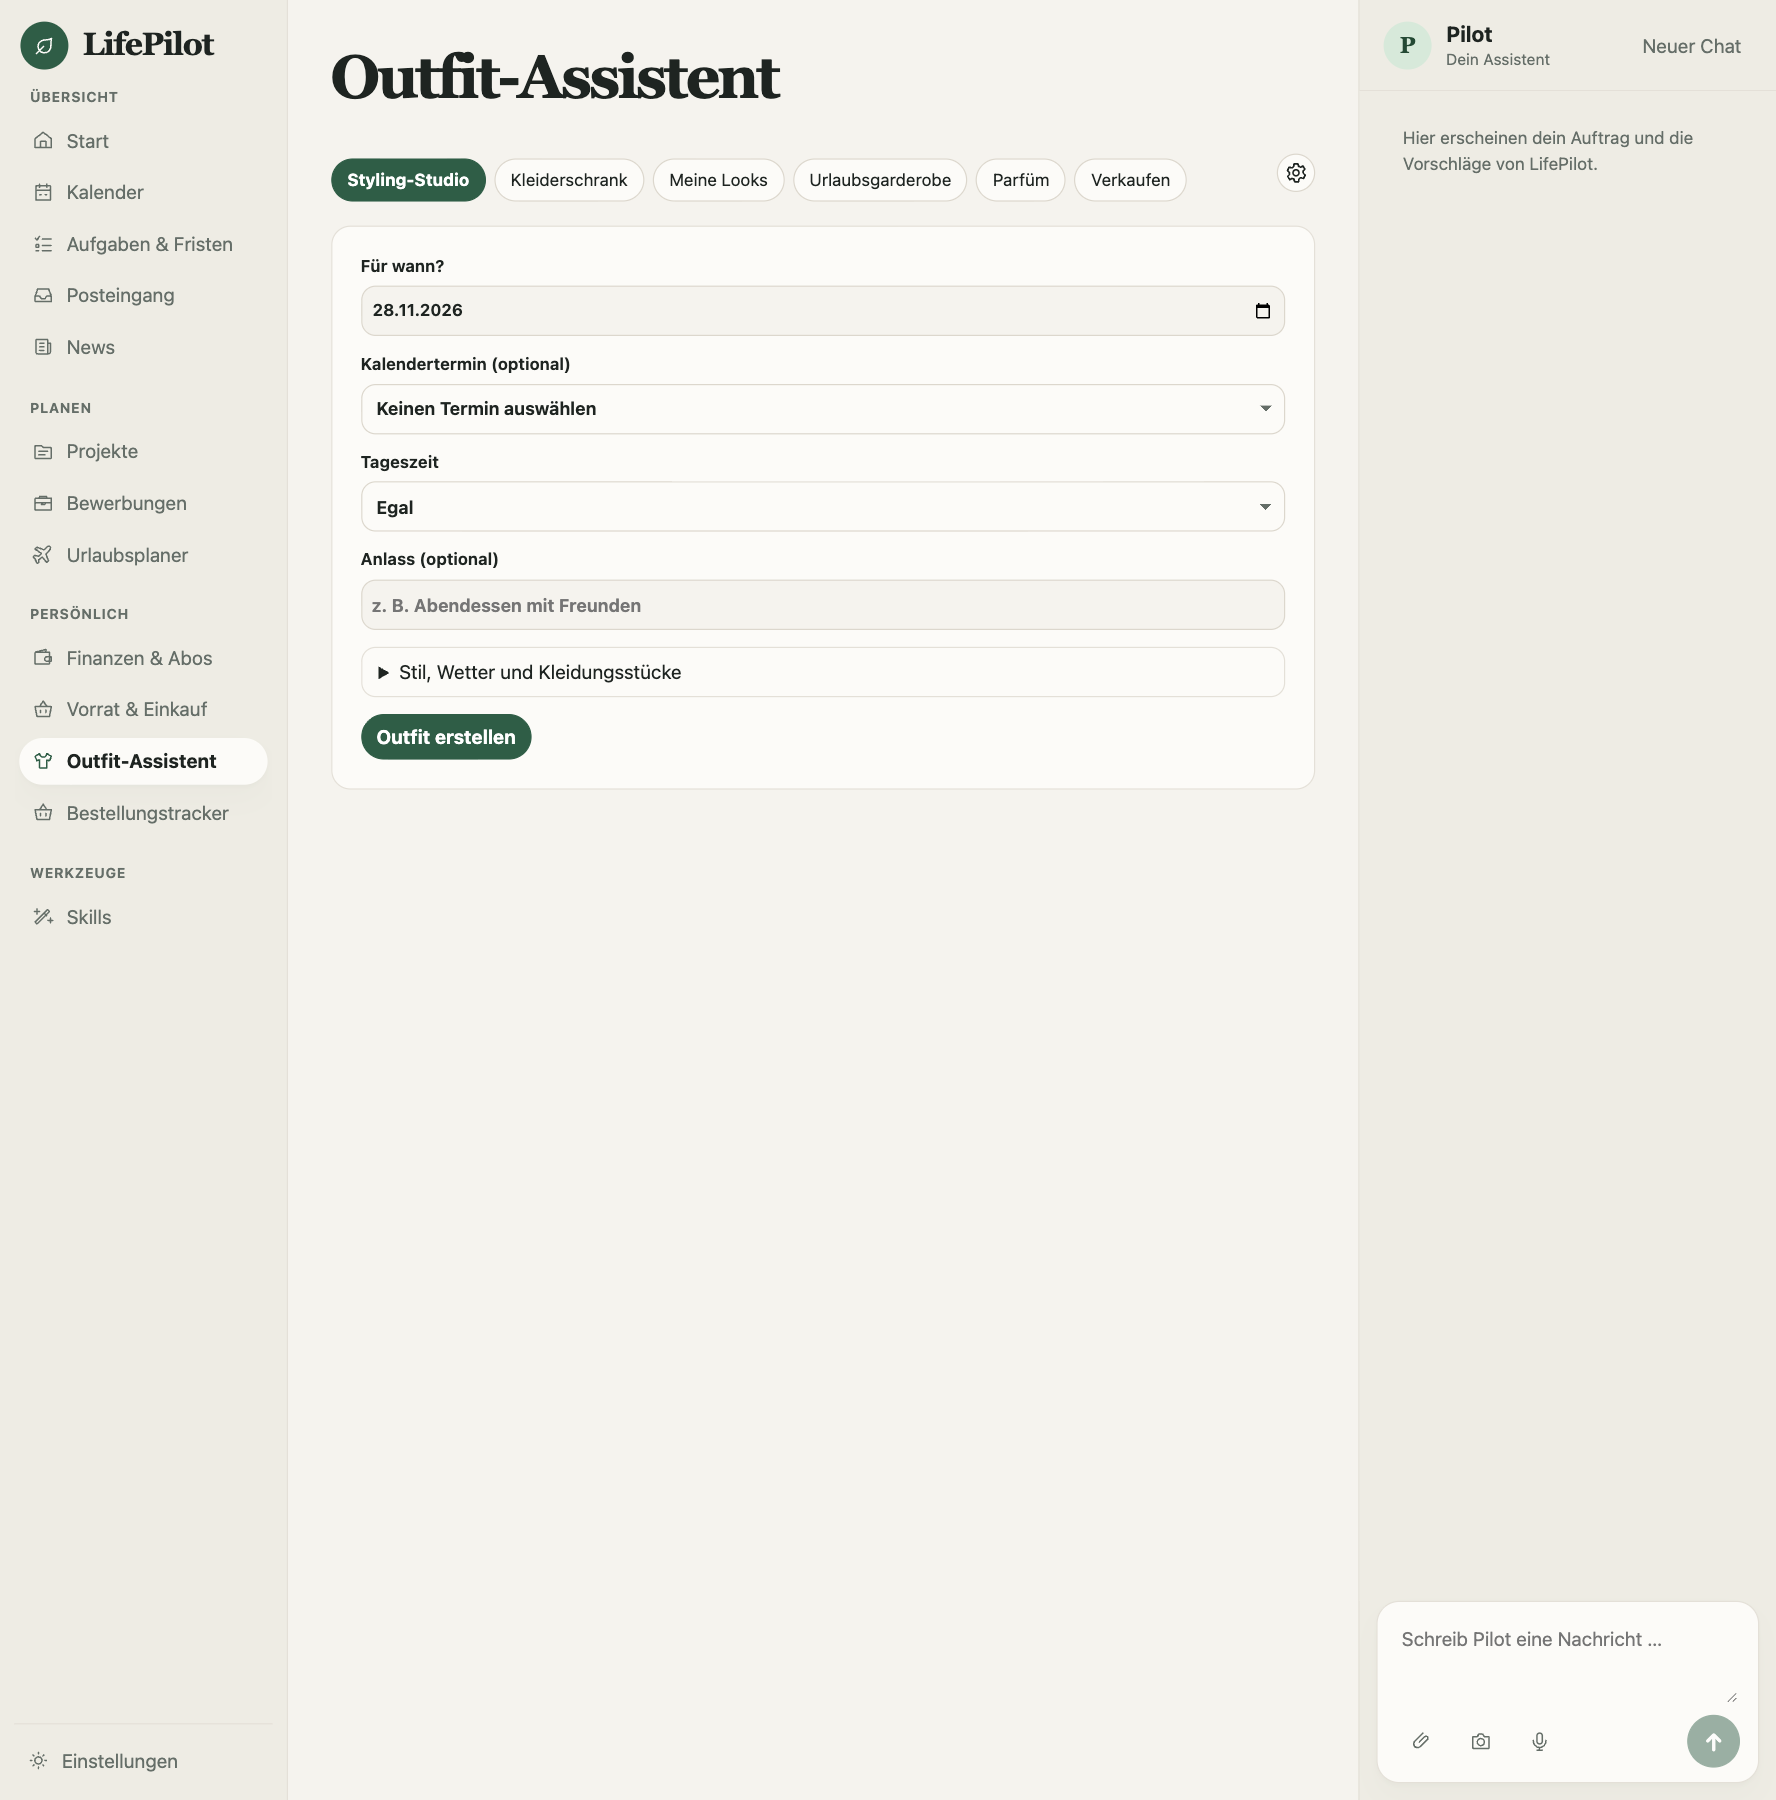 LifePilot
ÜBERSICHT
Start
Kalender
Aufgaben & Fristen
Posteingang
News
PLANEN
Projekte
Bewerbungen
Urlaubsplaner
PERSÖNLICH
Finanzen & Abos
Vorrat & Einkauf
Outfit-Assistent
Bestellungstracker
WERKZEUGE
Skills
Einstellungen
Outfit-Assistent
Styling-Studio
Kleiderschrank
Meine Looks
Urlaubsgarderobe
Parfüm
Verkaufen
Für wann?
28.11.2026
Kalendertermin (optional)
Keinen Termin auswählen
Tageszeit
Egal
Anlass (optional)
z. B. Abendessen mit Freunden
Stil, Wetter und Kleidungsstücke
Outfit erstellen
P
Pilot
Dein Assistent
Neuer Chat
Hier erscheinen dein Auftrag und die
Vorschläge von LifePilot.
Schreib Pilot eine Nachricht ...